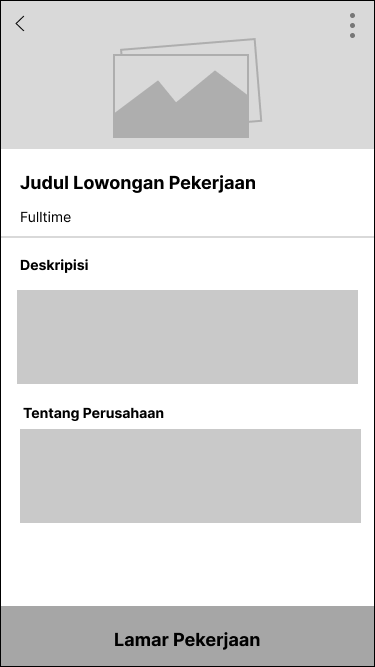 Judul Lowongan Pekerjaan
Fulltime
Deskripisi
Tentang Perusahaan
Lamar Pekerjaan